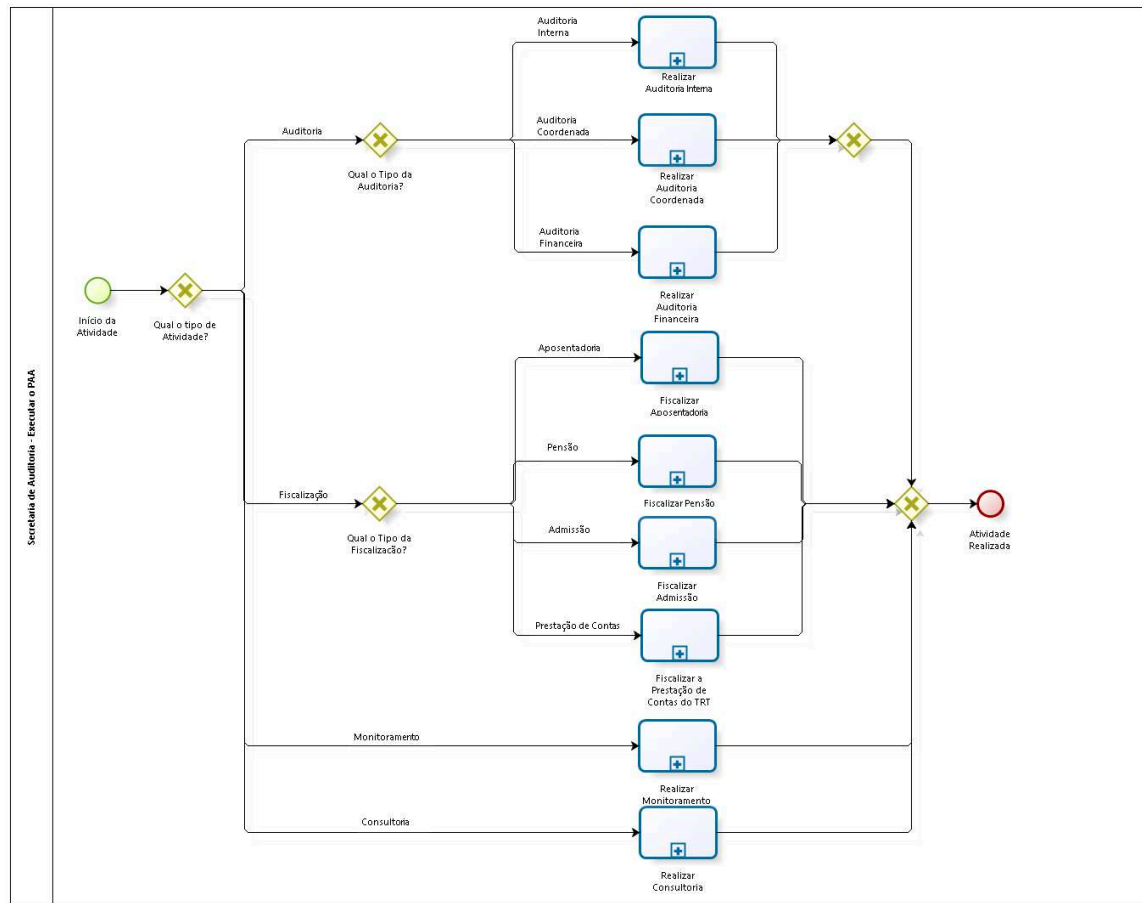 Secretaria de Auditoria - Executar o PAA
Início da
Atividade
Qual o tipo de
Atividade?
Auditoria
Qual o Tipo da
Auditoria?
Auditoria
Interna
Realizar
Auditoria Interna
Auditoria
Coordenada
Realizar
Auditoria
Coordenada
Auditoria
Financeira
Realizar
Auditoria
Financeira
Fiscalização
Qual o Tipo da
Fiscalização?
Aposentadoria
Fiscalizar
Aposentadoria
Pensão
Fiscalizar Pensão
Admissão
Fiscalizar
Admissão
Prestação de Contas
Fiscalizar a
Prestação de
Contas do TRT
Monitoramento
Realizar
Monitoramento
Consultoria
Realizar
Consultoria
Atividade
Realizada